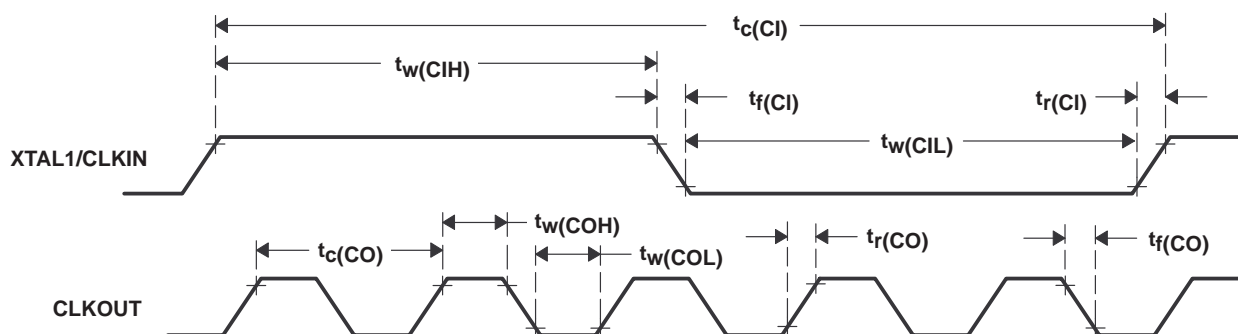 tc(CI)
tw(CIH)
tf(CI)
tr(CI)
XTAL1/CLKIN
tw(CIL)
tw(COH)
tc(CO)
tw(COL)
tr(CO)
tf(CO)
CLKOUT